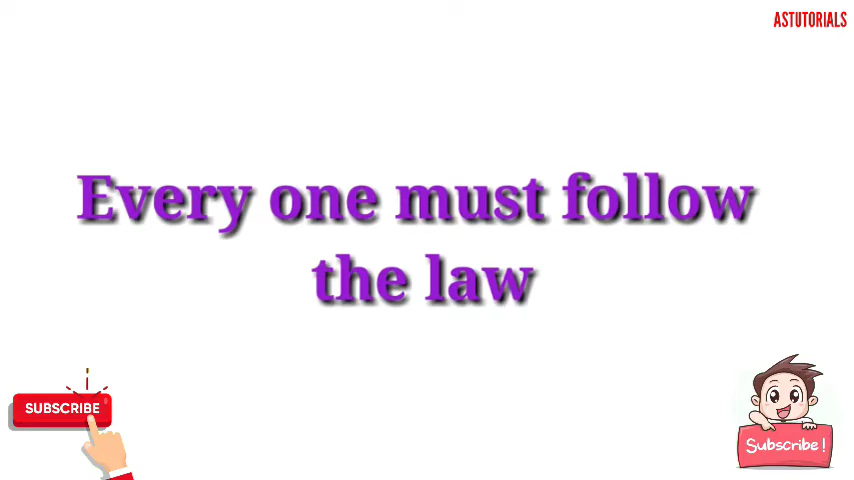 ASTUTORIALS
Every one must follow
the law
SUBSCRIBE
Subscribe!